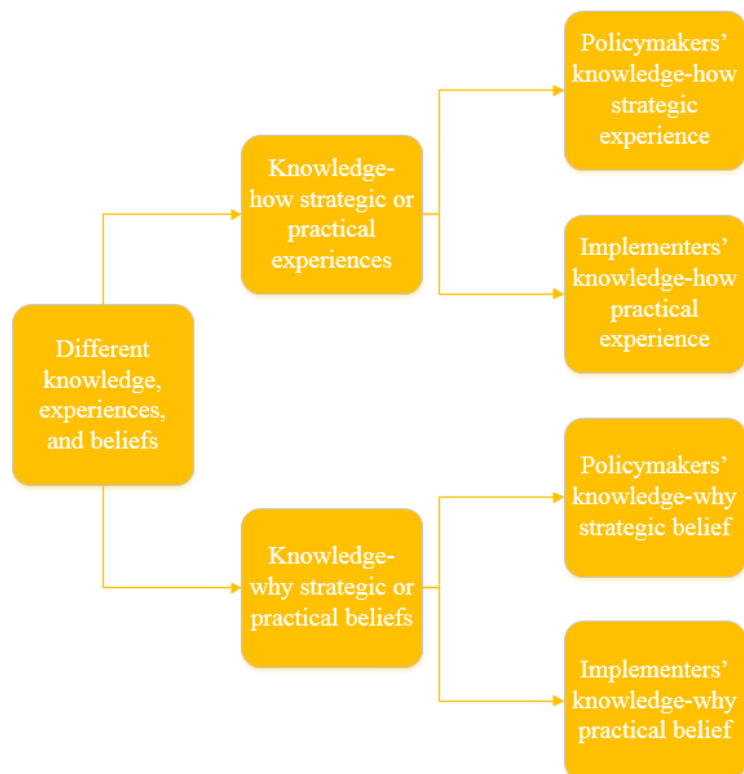 Different
knowledge,
experiences,
and beliefs
Knowledge-
how strategic or
practical
experiences
Knowledge-
why strategic or
practical beliefs
Policymakers’
knowledge-how
strategic
experience
Implementers’
knowledge-how
practical
experience
Policymakers’
knowledge-why
strategic belief
Implementers’
knowledge-why
practical belief